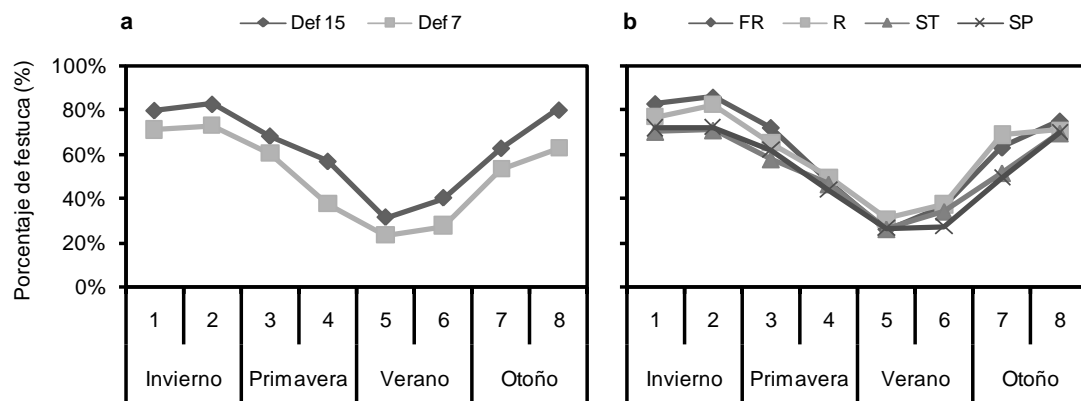 a
Def 15 Def 7
b
FR R ST SP
Porcentaje de festuca (%)
100%
80%
60%
40%
20%
0%
1 2 3 4 5 6 7 8
Invierno Primavera Verano Otoño
1 2 3 4 5 6 7 8
Invierno Primavera Verano Otoño